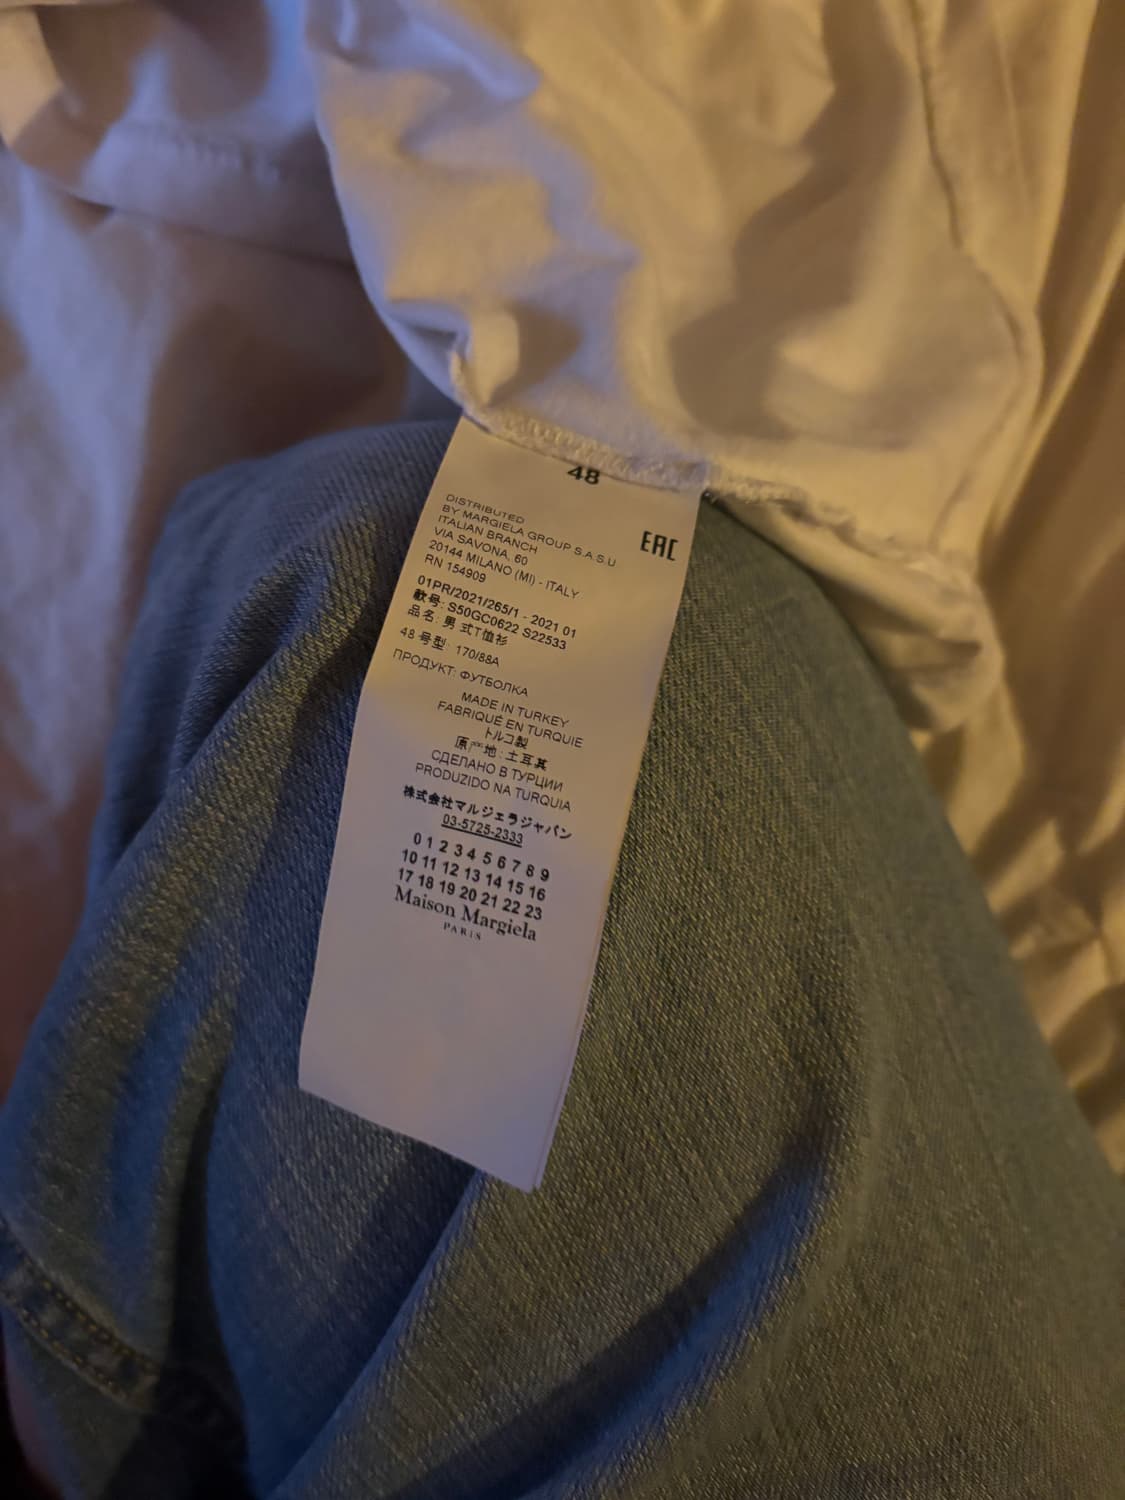 48
EAC
DISTRIBUTED
BY MARGIELA GROUP S.A.S.U
ITALIAN BRANCH
VIA SAVONA, 60
20144 MILANO (MI) - ITALY
RN 154909
01PR/2021/265/1 - 2021 01
款号: S50GC0622 S22533
品名: 男 式T恤衫
48 号型: 170/88A
ПРОДУКТ: ФУТБОЛКА
MADE IN TURKEY
FABRIQUÉ EN TURQUIE
トルコ製
原产地: 土耳其
СДЕЛАНО В ТУРЦИИ
PRODUZIDO NA TURQUIA
株式会社マルジェラジャパン
03-5725-2333
0 1 2 3 4 5 6 7 8 9
10 11 12 13 14 15 16
17 18 19 20 21 22 23
Maison Margiela
PARIS